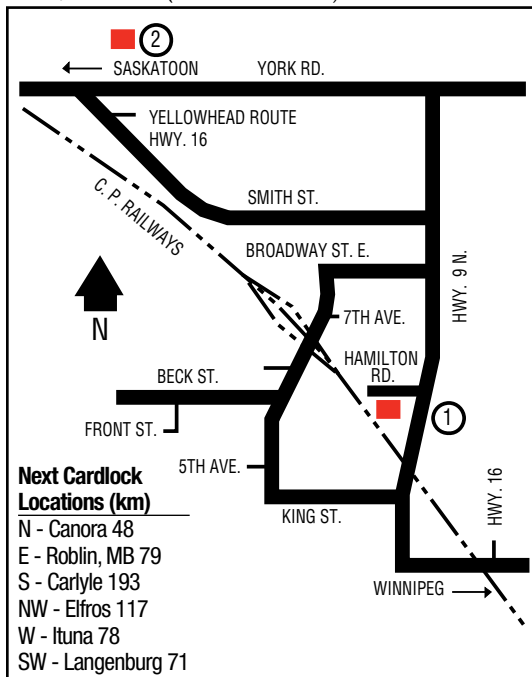 2
SASKATOON
YORK RD.
YELLOWHEAD ROUTE
HWY. 16
C. P. RAILWAYS
SMITH ST.
BROADWAY ST. E.
HWY. 9 N.
N
7TH AVE.
HAMILTON
RD.
BECK ST.
1
FRONT ST.
5TH AVE.
KING ST.
HWY. 16
WINNIPEG
Next Cardlock
Locations (km)
N - Canora 48
E - Roblin, MB 79
S - Carlyle 193
NW - Elfros 117
W - Ituna 78
SW - Langenburg 71